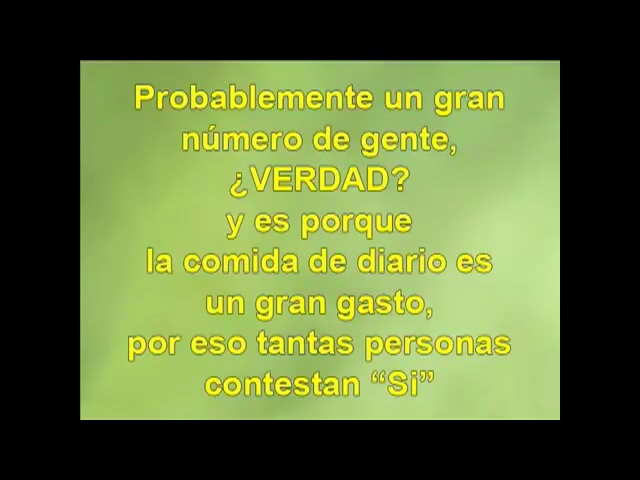 Probablemente un gran
número de gente,
¿VERDAD?
y es porque
la comida de diario es
un gran gasto,
por eso tantas personas
contestan “Si”